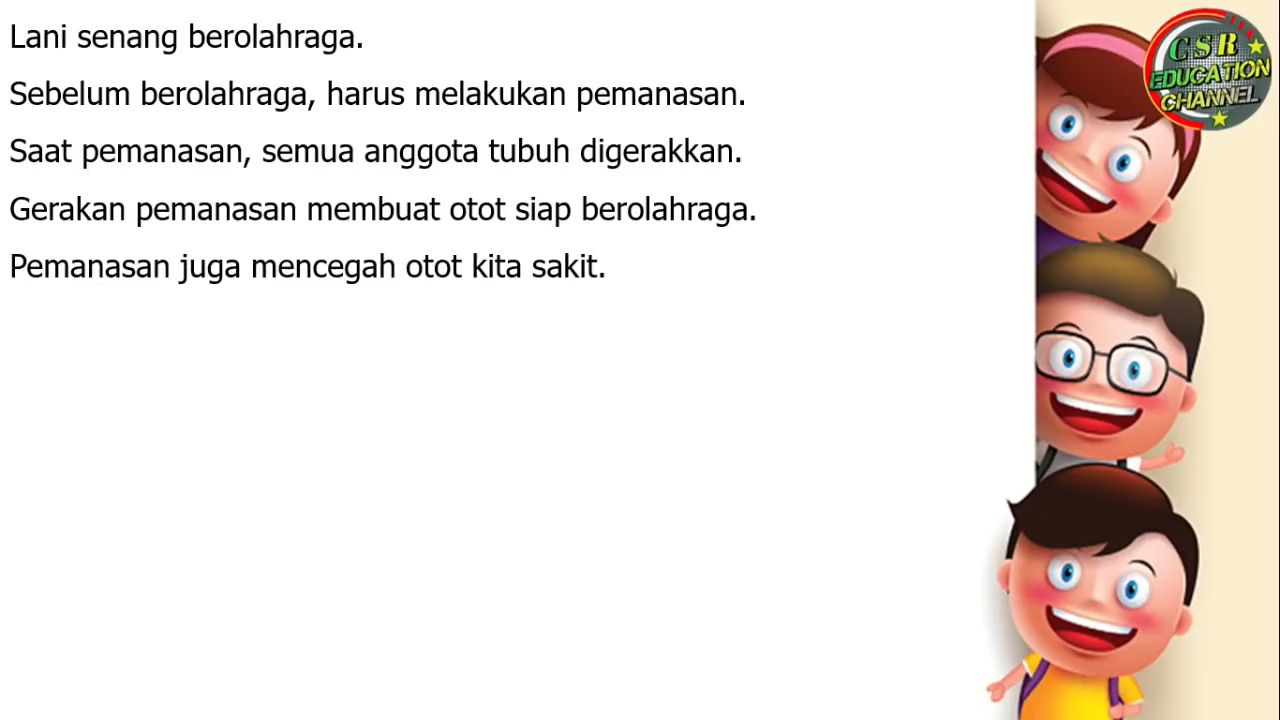 Lani senang berolahraga.
Sebelum berolahraga, harus melakukan pemanasan.
Saat pemanasan, semua anggota tubuh digerakkan.
Gerakan pemanasan membuat otot siap berolahraga.
Pemanasan juga mencegah otot kita sakit.
CSR
EDUCATION
CHANNEL